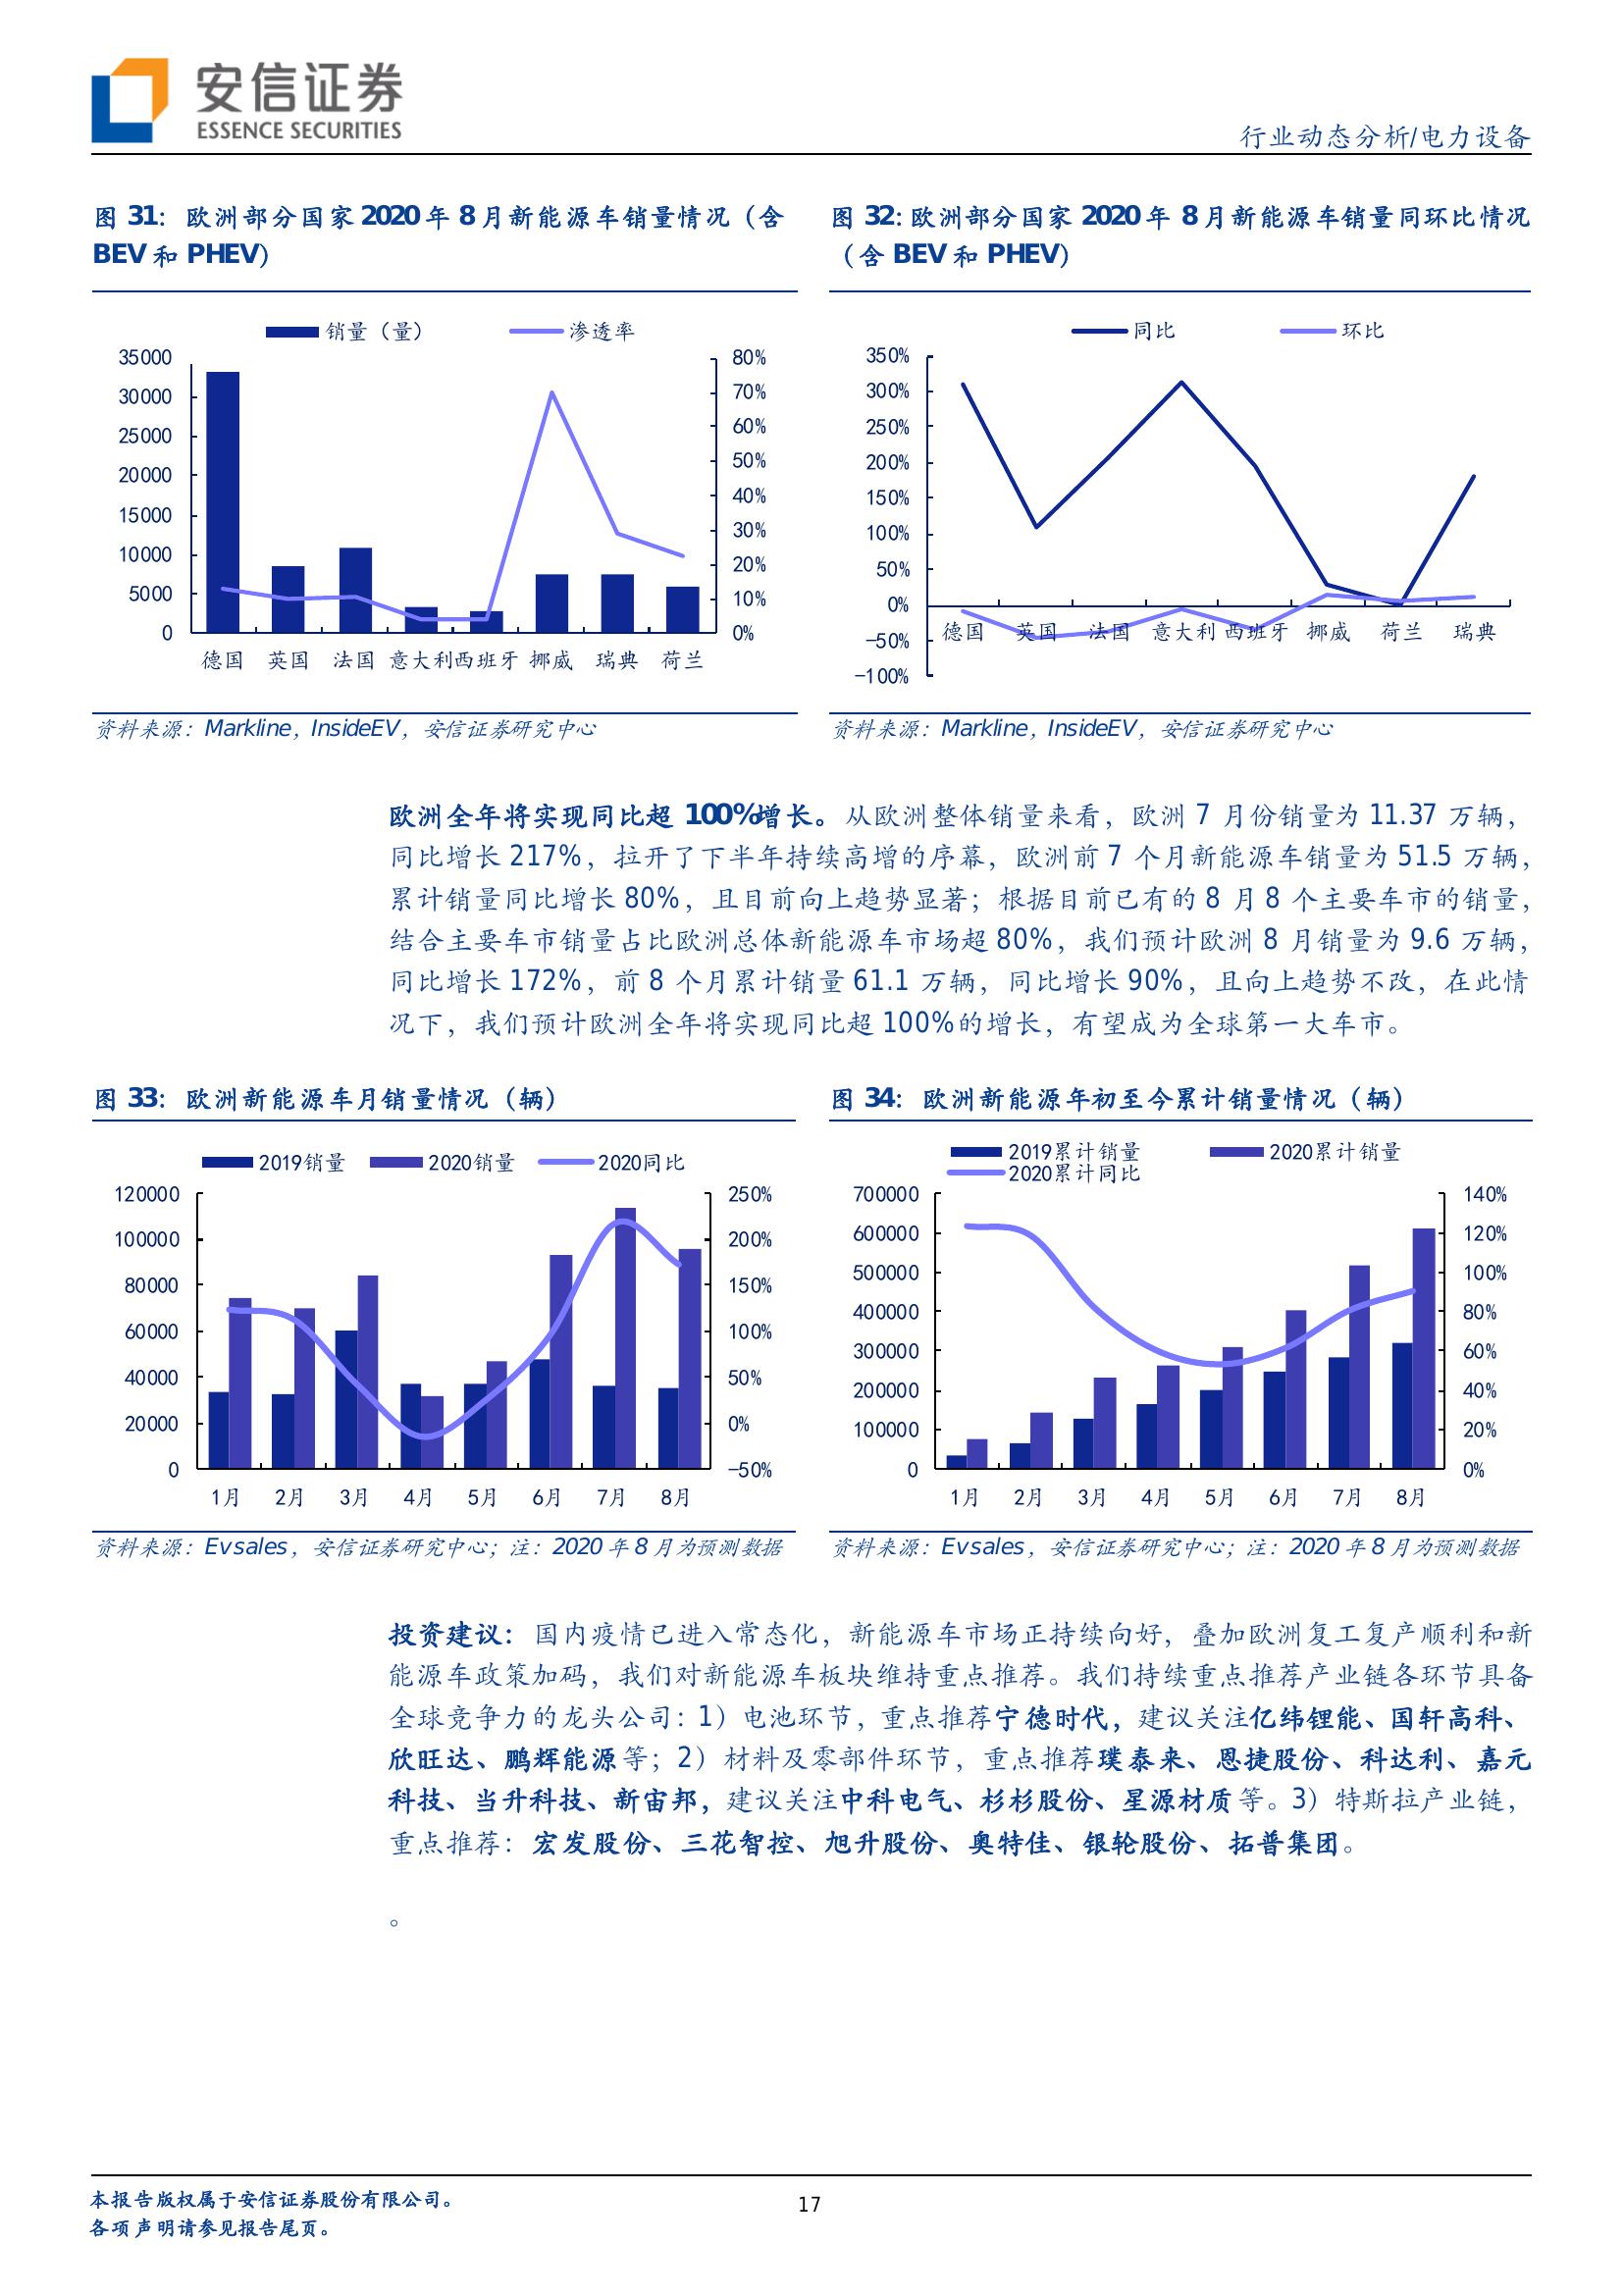 安信证券
ESSENCE SECURITIES
行业动态分析/电力设备
图 31：欧洲部分国家 2020 年 8 月新能源车销量情况（含
BEV 和 PHEV）
销量（量） 渗透率
35000
30000
25000
20000
15000
10000
5000
0
80%
70%
60%
50%
40%
30%
20%
10%
0%
德国 英国 法国 意大利 西班牙 挪威 瑞典 荷兰
资料来源：Markline，InsideEV，安信证券研究中心
图 32: 欧洲部分国家 2020 年 8 月新能源车销量同环比情况
（含 BEV 和 PHEV）
同比 环比
350%
300%
250%
200%
150%
100%
50%
0%
-50%
-100%
德国 英国 法国 意大利 西班牙 挪威 荷兰 瑞典
资料来源：Markline，InsideEV，安信证券研究中心
欧洲全年将实现同比超 100%增长。从欧洲整体销量来看，欧洲 7 月份销量为 11.37 万辆，
同比增长 217%，拉开了下半年持续高增的序幕，欧洲前 7 个月新能源车销量为 51.5 万辆，
累计销量同比增长 80%，且目前向上趋势显著；根据目前已有的 8 月 8 个主要车市的销量，
结合主要车市销量占比欧洲总体新能源车市场超 80%，我们预计欧洲 8 月销量为 9.6 万辆，
同比增长 172%，前 8 个月累计销量 61.1 万辆，同比增长 90%，且向上趋势不改，在此情
况下，我们预计欧洲全年将实现同比超 100%的增长，有望成为全球第一大车市。
图 33：欧洲新能源车月销量情况（辆）
2019销量 2020销量 2020同比
120000
100000
80000
60000
40000
20000
0
250%
200%
150%
100%
50%
0%
-50%
1月 2月 3月 4月 5月 6月 7月 8月
资料来源：Evsales，安信证券研究中心；注：2020 年 8 月为预测数据
图 34：欧洲新能源年初至今累计销量情况（辆）
2019累计销量 2020累计销量
2020累计同比
700000
600000
500000
400000
300000
200000
100000
0
140%
120%
100%
80%
60%
40%
20%
0%
1月 2月 3月 4月 5月 6月 7月 8月
资料来源：Evsales，安信证券研究中心；注：2020 年 8 月为预测数据
投资建议：国内疫情已进入常态化，新能源车市场正持续向好，叠加欧洲复工复产顺利和新
能源车政策加码，我们对新能源车板块维持重点推荐。我们持续重点推荐产业链各环节具备
全球竞争力的龙头公司：1）电池环节，重点推荐宁德时代，建议关注亿纬锂能、国轩高科、
欣旺达、鹏辉能源等；2）材料及零部件环节，重点推荐璞泰来、恩捷股份、科达利、嘉元
科技、当升科技、新宙邦，建议关注中科电气、杉杉股份、星源材质等。3）特斯拉产业链，
重点推荐：宏发股份、三花智控、旭升股份、奥特佳、银轮股份、拓普集团。
。
本报告版权属于安信证券股份有限公司。
各项声明请参见报告尾页。
17